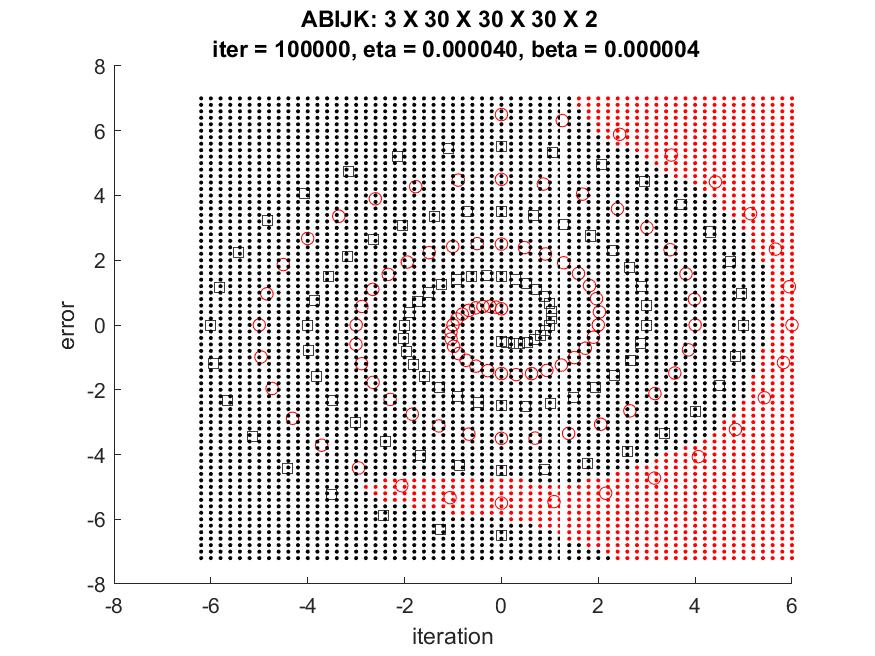 ABIJK: 3 X 30 X 30 X 30 X 2
iter = 100000, eta = 0.000040, beta = 0.000004
8
6
4
2
0
-2
-4
-6
-8
error
-8 -6 -4 -2 0 2 4 6
iteration